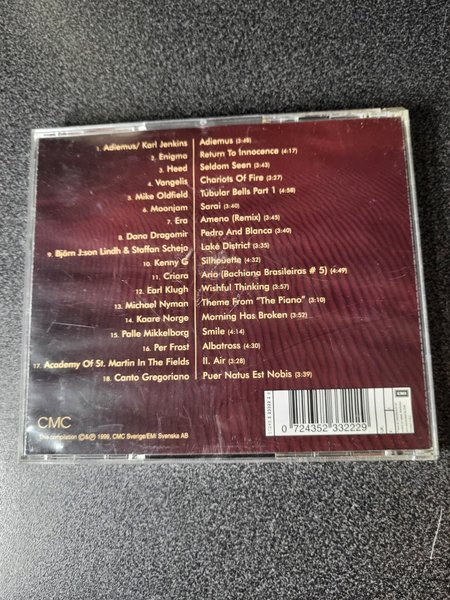 1. Adiemus/ Karl Jenkins Adiemus (3:48)
2. Enigma Return To Innocence (4:17)
3. Heed Seldom Seen (3:43)
4. Vangelis Chariots Of Fire (3:27)
5. Mike Oldfield Tubular Bells Part 1 (4:58)
6. Moonjam Sarai (3:40)
7. Era Ameno (Remix) (3:45)
8. Dana Dragomir Pedro And Blanca (3:40)
9. Björn J:son Lindh & Staffan Scheja Lake District (3:35)
10. Kenny G Silhouette (4:32)
11. Criara Aria (Bachiana Brasileiras # 5) (4:49)
12. Earl Klugh Wishful Thinking (3:57)
13. Michael Nyman Theme From "The Piano" (3:10)
14. Kaare Norge Morning Has Broken (3:52)
15. Palle Mikkelborg Smile (4:14)
16. Per Frost Albatross (4:30)
17. Academy Of St. Martin In The Fields II. Air (3:28)
18. Canto Gregoriano Puer Natus Est Nobis (3:39)
CMC
This compilation ©&℗ 1999, CMC Sverige/EMI Svenska AB
EMI
0 724352 332229